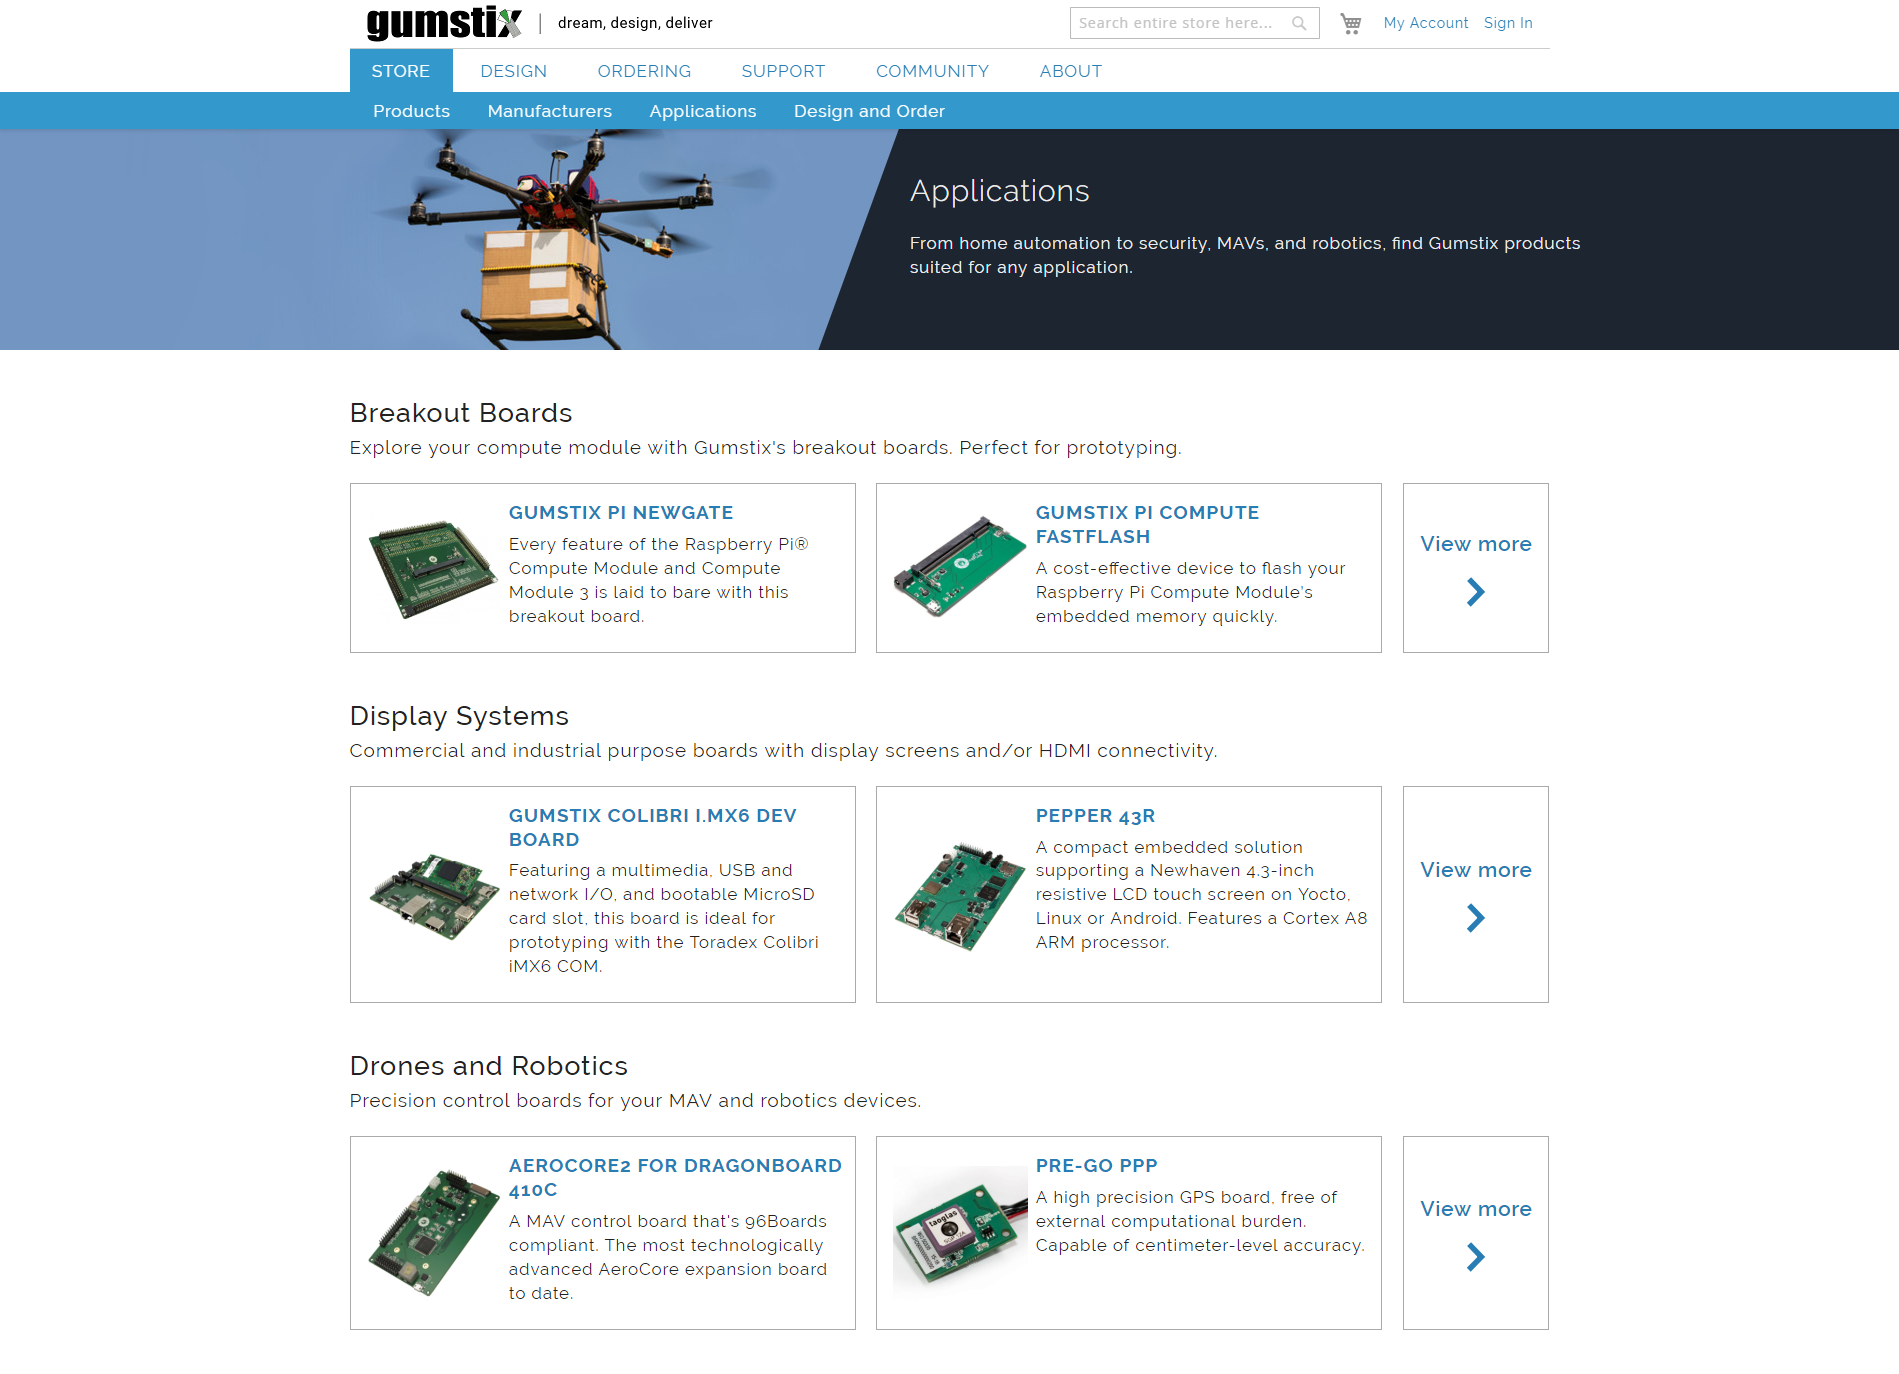 gumstix | dream, design, deliver
Search entire store here...
My Account Sign In
STORE DESIGN ORDERING SUPPORT COMMUNITY ABOUT
Products Manufacturers Applications Design and Order
Applications
From home automation to security, MAVs, and robotics, find Gumstix products
suited for any application.
Breakout Boards
Explore your compute module with Gumstix's breakout boards. Perfect for prototyping.
GUMSTIX PI NEWGATE
Every feature of the Raspberry Pi®
Compute Module and Compute
Module 3 is laid to bare with this
breakout board.
GUMSTIX PI COMPUTE
FASTFLASH
A cost-effective device to flash your
Raspberry Pi Compute Module's
embedded memory quickly.
View more
Display Systems
Commercial and industrial purpose boards with display screens and/or HDMI connectivity.
GUMSTIX COLIBRI I.MX6 DEV
BOARD
Featuring a multimedia, USB and
network I/O, and bootable MicroSD
card slot, this board is ideal for
prototyping with the Toradex Colibri
iMX6 COM.
PEPPER 43R
A compact embedded solution
supporting a Newhaven 4.3-inch
resistive LCD touch screen on Yocto,
Linux or Android. Features a Cortex A8
ARM processor.
View more
Drones and Robotics
Precision control boards for your MAV and robotics devices.
AEROCORE2 FOR DRAGONBOARD
410C
A MAV control board that's 96Boards
compliant. The most technologically
advanced AeroCore expansion board
to date.
taoglas
PRE-GO PPP
A high precision GPS board, free of
external computational burden.
Capable of centimeter-level accuracy.
View more